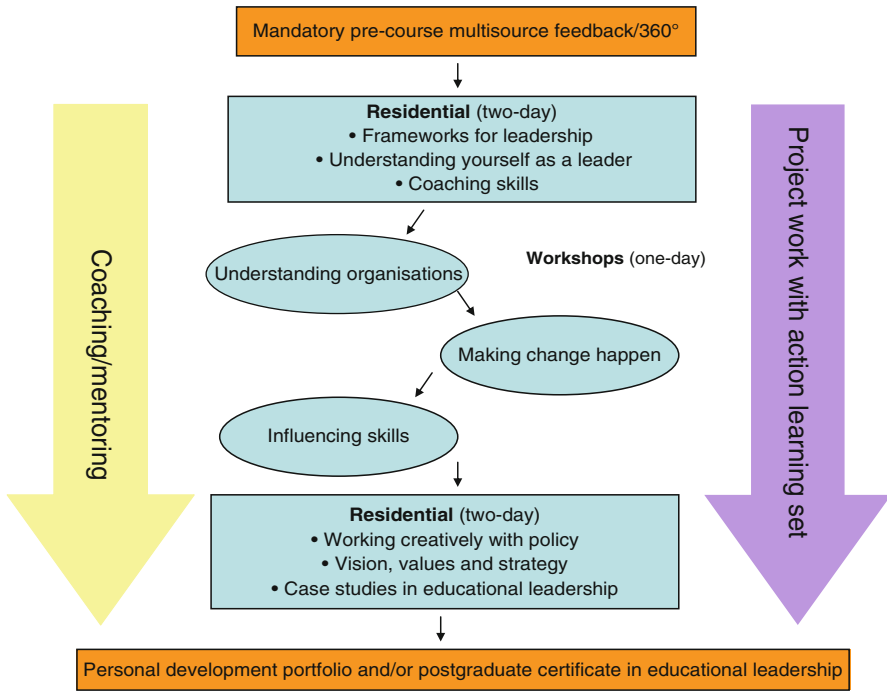 Mandatory pre-course multisource feedback/360°
Residential (two-day)
• Frameworks for leadership
• Understanding yourself as a leader
• Coaching skills
Coaching/mentoring
Project work with action learning set
Understanding organisations
Workshops (one-day)
Making change happen
Influencing skills
Residential (two-day)
• Working creatively with policy
• Vision, values and strategy
• Case studies in educational leadership
Personal development portfolio and/or postgraduate certificate in educational leadership